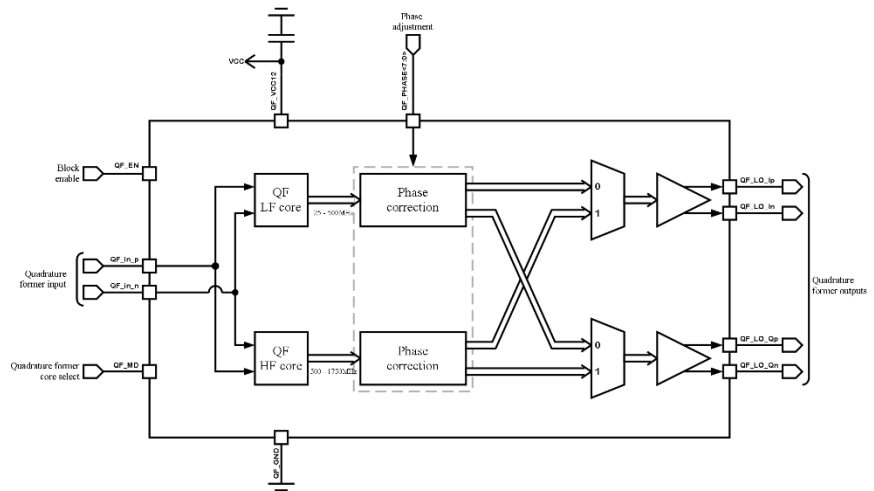 Phase
adjustment
VCC
QF_VCC12
QF_PHASE<7:0>
Block
enable
QF_EN
QF
LF core
25 - 500MHz
Phase
correction
0
1
QF_LO_Ip
QF_LO_In
Quadrature
former input
QF_in_p
QF_in_n
Quadrature
former outputs
QF
HF core
500 - 1750MHz
Phase
correction
0
1
QF_LO_Qp
QF_LO_Qn
Quadrature former
core select
QF_MD
QF_GND